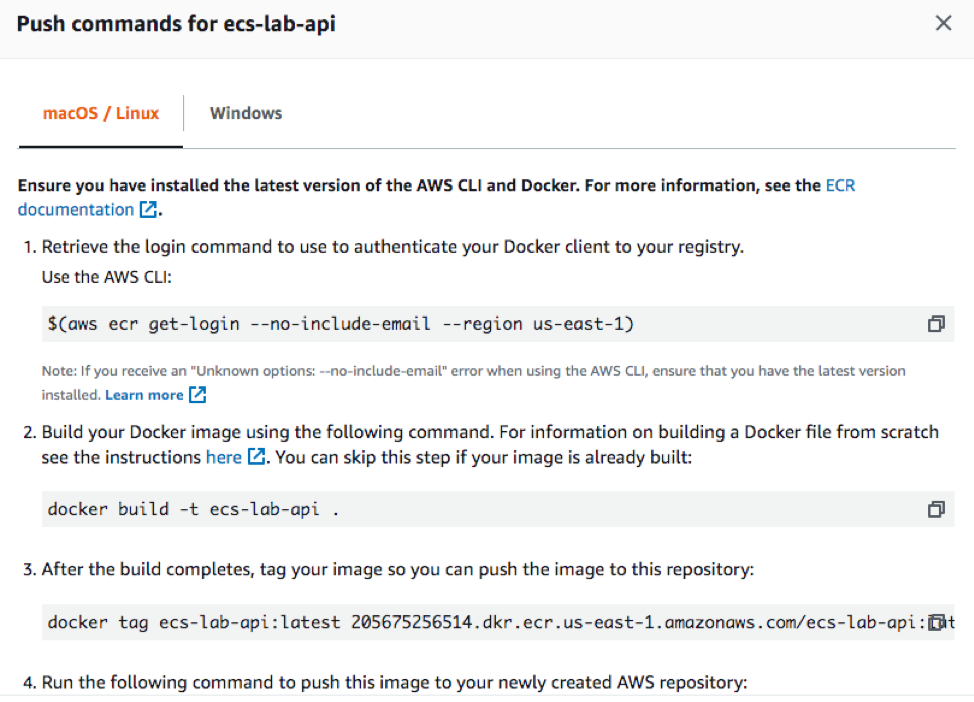 Push commands for ecs-lab-api
macOS / Linux
Windows
Ensure you have installed the latest version of the AWS CLI and Docker. For more information, see the ECR
documentation.
1. Retrieve the login command to use to authenticate your Docker client to your registry.
Use the AWS CLI:
$(aws ecr get-login --no-include-email --region us-east-1)
Note: If you receive an "Unknown options: --no-include-email" error when using the AWS CLI, ensure that you have the latest version
installed. Learn more
2. Build your Docker image using the following command. For information on building a Docker file from scratch
see the instructions here. You can skip this step if your image is already built:
docker build -t ecs-lab-api .
3. After the build completes, tag your image so you can push the image to this repository:
docker tag ecs-lab-api:latest 205675256514.dkr.ecr.us-east-1.amazonaws.com/ecs-lab-api:
4. Run the following command to push this image to your newly created AWS repository: